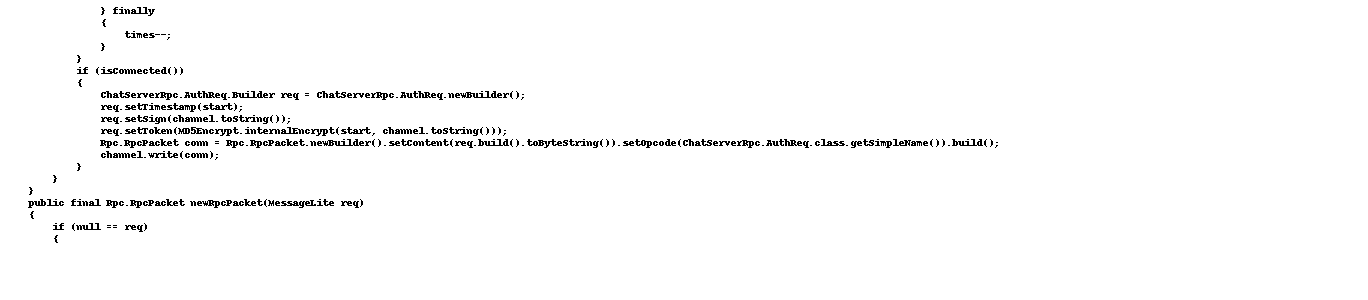 } finally
{
times--;
}
}
if (isConnected())
{
ChatServerRpc.AuthReq.Builder req = ChatServerRpc.AuthReq.newBuilder();
req.setTimestamp(start);
req.setSign(channel.toString());
req.setToken(MD5Encrypt.internalEncrypt(start, channel.toString()));
Rpc.RpcPacket conn = Rpc.RpcPacket.newBuilder().setContent(req.build().toByteString()).setOpcode(ChatServerRpc.AuthReq.class.getSimpleName()).build();
channel.write(conn);
}
}
}
public final Rpc.RpcPacket newRpcPacket(MessageLite req)
{
if (null == req)
{